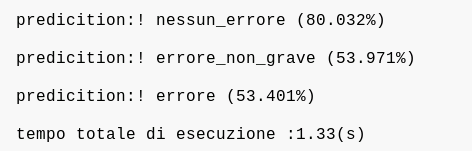 predicition:! nessun_errore (80.032%)
predicition:! errore_non_grave (53.971%)
predicition:! errore (53.401%)
tempo totale di esecuzione :1.33(s)